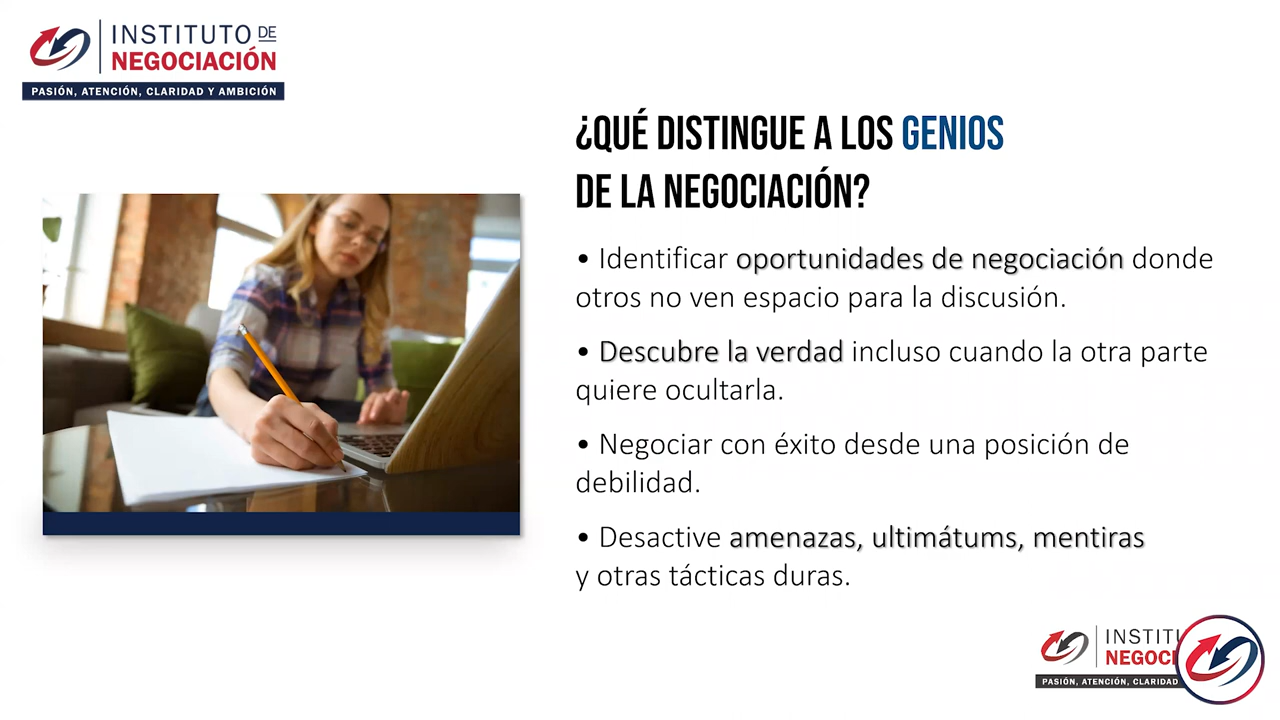 INSTITUTO DE
NEGOCIACIÓN
PASIÓN, ATENCIÓN, CLARIDAD Y AMBICIÓN
¿QUÉ DISTINGUE A LOS GENIOS
DE LA NEGOCIACIÓN?
• Identificar oportunidades de negociación donde
otros no ven espacio para la discusión.
• Descubre la verdad incluso cuando la otra parte
quiere ocultarla.
• Negociar con éxito desde una posición de
debilidad.
• Desactive amenazas, ultimátums, mentiras
y otras tácticas duras.
INSTITU
NEGOCI
PASIÓN, ATENCIÓN, CLARIDAD